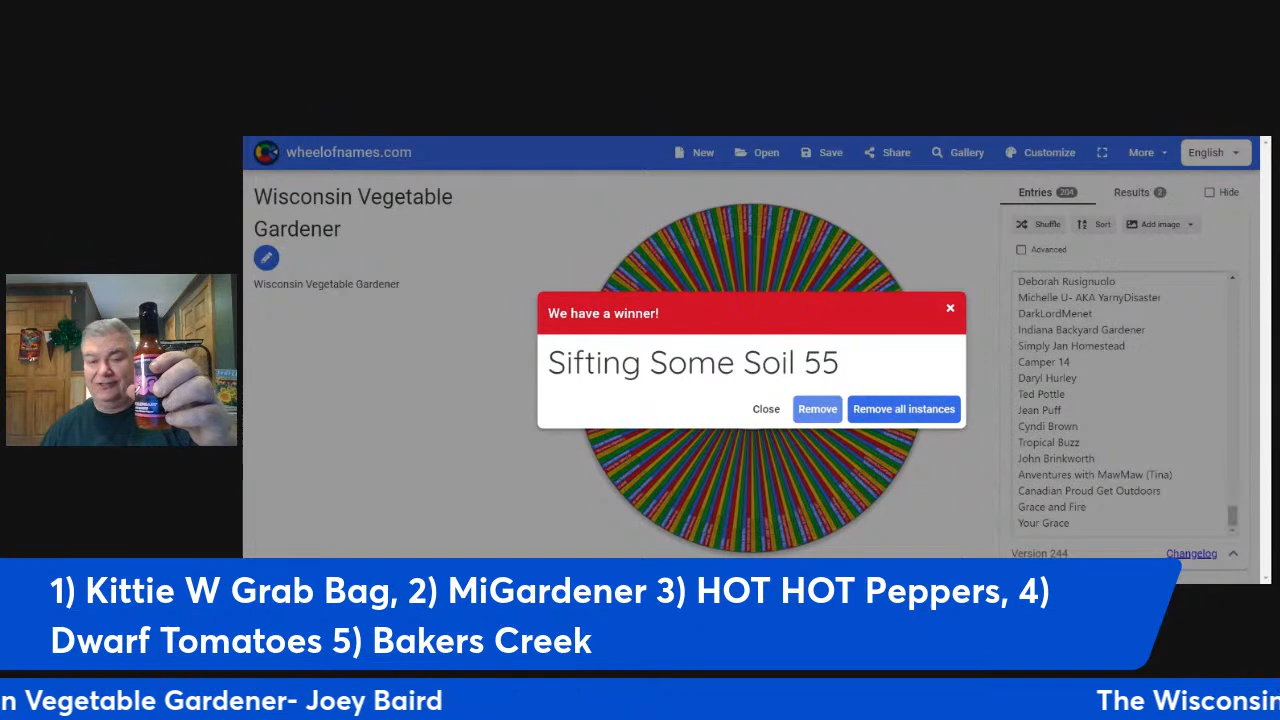 wheelofnames.com
New
Open
Save
Share
Gallery
Customize
More
English
Wisconsin Vegetable
Gardener
Wisconsin Vegetable Gardener
Entries 204
Results 2
Hide
Shuffle
Sort
Add image
Advanced
Deborah Rusignuolo
Michelle U- AKA YarnyDisaster
DarkLordMenet
Indiana Backyard Gardener
Simply Jan Homestead
Camper 14
Daryl Hurley
Ted Pottle
Jean Puff
Cyndi Brown
Tropical Buzz
John Brinkworth
Anventures with MawMaw (Tina)
Canadian Proud Get Outdoors
Grace and Fire
Your Grace
Version 244
Changelog
We have a winner!
×
Sifting Some Soil 55
Close
Remove
Remove all instances
1) Kittie W Grab Bag, 2) MiGardener 3) HOT HOT Peppers, 4)
Dwarf Tomatoes 5) Bakers Creek
n Vegetable Gardener- Joey Baird
The Wisconsin